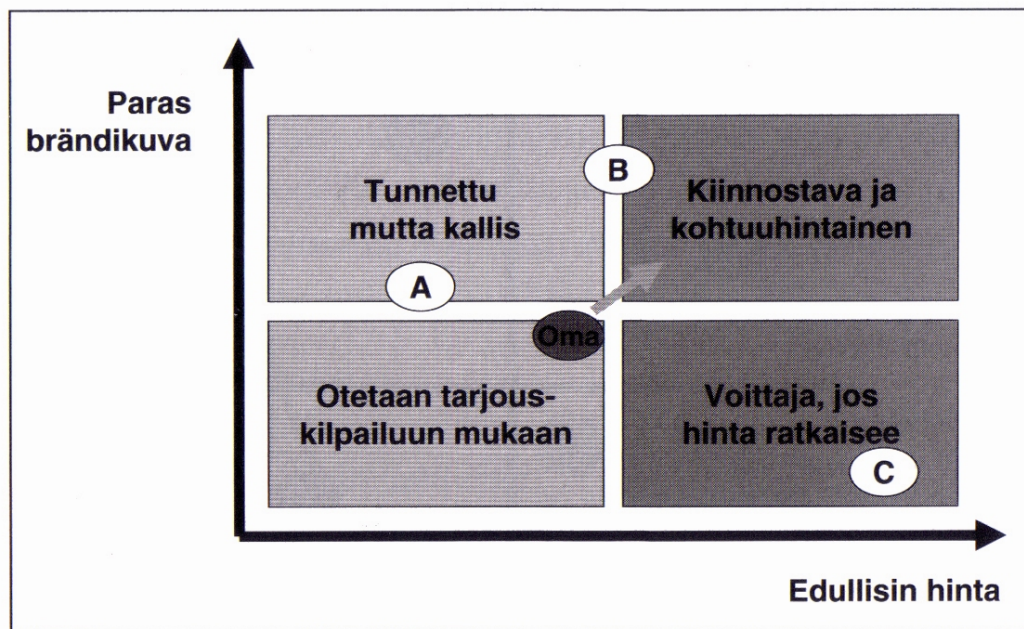 Paras
brändikuva
Tunnettu
mutta kallis
B
Kiinnostava ja
kohtuuhintainen
A
Oma
Otetaan tarjous-
kilpailuun mukaan
Voittaja, jos
hinta ratkaisee
C
Edullisin hinta